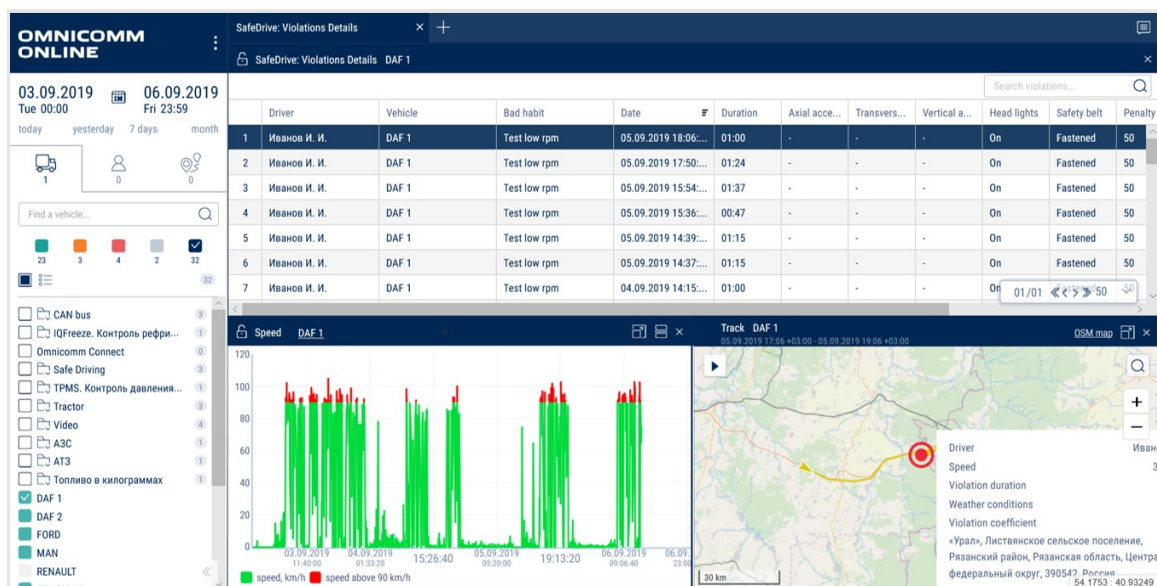 OMNICOMM
ONLINE
03.09.2019 06.09.2019
Tue 00:00 Fri 23:59
today yesterday 7 days month
1 0 0
Find a vehicle...
23 3 4 2 32
32
CAN bus 3
IQFreeze. Контроль рефри... 1
Omnicomm Connect 0
Safe Driving 3
TPMS. Контроль давления... 1
Tractor 3
Video 4
АЗС 1
АТЗ 1
Топливо в килограммах 1
DAF 1
DAF 2
FORD
MAN
RENAULT
SafeDrive: Violations Details
SafeDrive: Violations Details DAF 1
Search violations...
Driver Vehicle Bad habit Date Duration Axial acce... Transvers... Vertical a... Head lights Safety belt Penalty
1 Иванов И. И. DAF 1 Test low rpm 05.09.2019 18:06:... 01:00 - - - On Fastened 50
2 Иванов И. И. DAF 1 Test low rpm 05.09.2019 17:50:... 01:24 - - - On Fastened 50
3 Иванов И. И. DAF 1 Test low rpm 05.09.2019 15:54:... 01:37 - - - On Fastened 50
4 Иванов И. И. DAF 1 Test low rpm 05.09.2019 15:36:... 00:47 - - - On Fastened 50
5 Иванов И. И. DAF 1 Test low rpm 05.09.2019 14:39:... 01:15 - - - On Fastened 50
6 Иванов И. И. DAF 1 Test low rpm 05.09.2019 14:37:... 01:15 - - - On Fastened 50
7 Иванов И. И. DAF 1 Test low rpm 04.09.2019 14:15:... 01:00 - - - On Fastened 50
01/01 50
Speed DAF 1
120
100
80
60
40
20
0
03.09.2019 04.09.2019 15:26:40 05.09.2019 19:13:20 06.09.2019 06.09.
11:40:00 01:33:20 05:20:00 09:06:40 23:00
speed, km/h speed above 90 km/h
Track DAF 1
05.09.2019 17:06 +03:00 - 05.09.2019 19:06 +03:00
OSM map
+
−
Driver Ивано
Speed 3
Violation duration
Weather conditions
Violation coefficient
«Урал», Листвянское сельское поселение,
Рязанский район, Рязанская область, Центра
федеральный округ, 390542, Россия
30 km
54.1753 : 40.93249